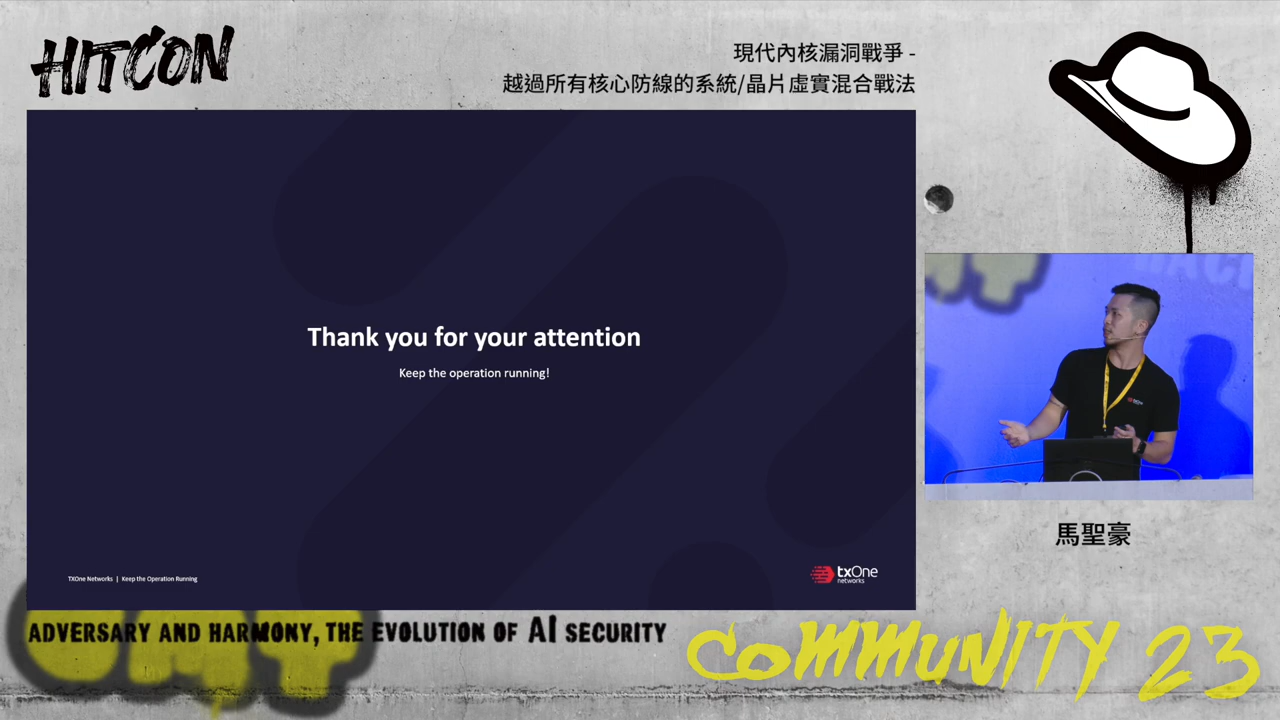 HITCON
現代內核漏洞戰爭 -
越過所有核心防線的系統/晶片虛實混合戰法
Thank you for your attention
Keep the operation running!
TXOne Networks | Keep the Operation Running
txOne
networks
馬聖豪
ADVERSARY AND HARMONY, THE EVOLUTION OF AI SECURITY
COMMUNITY 23